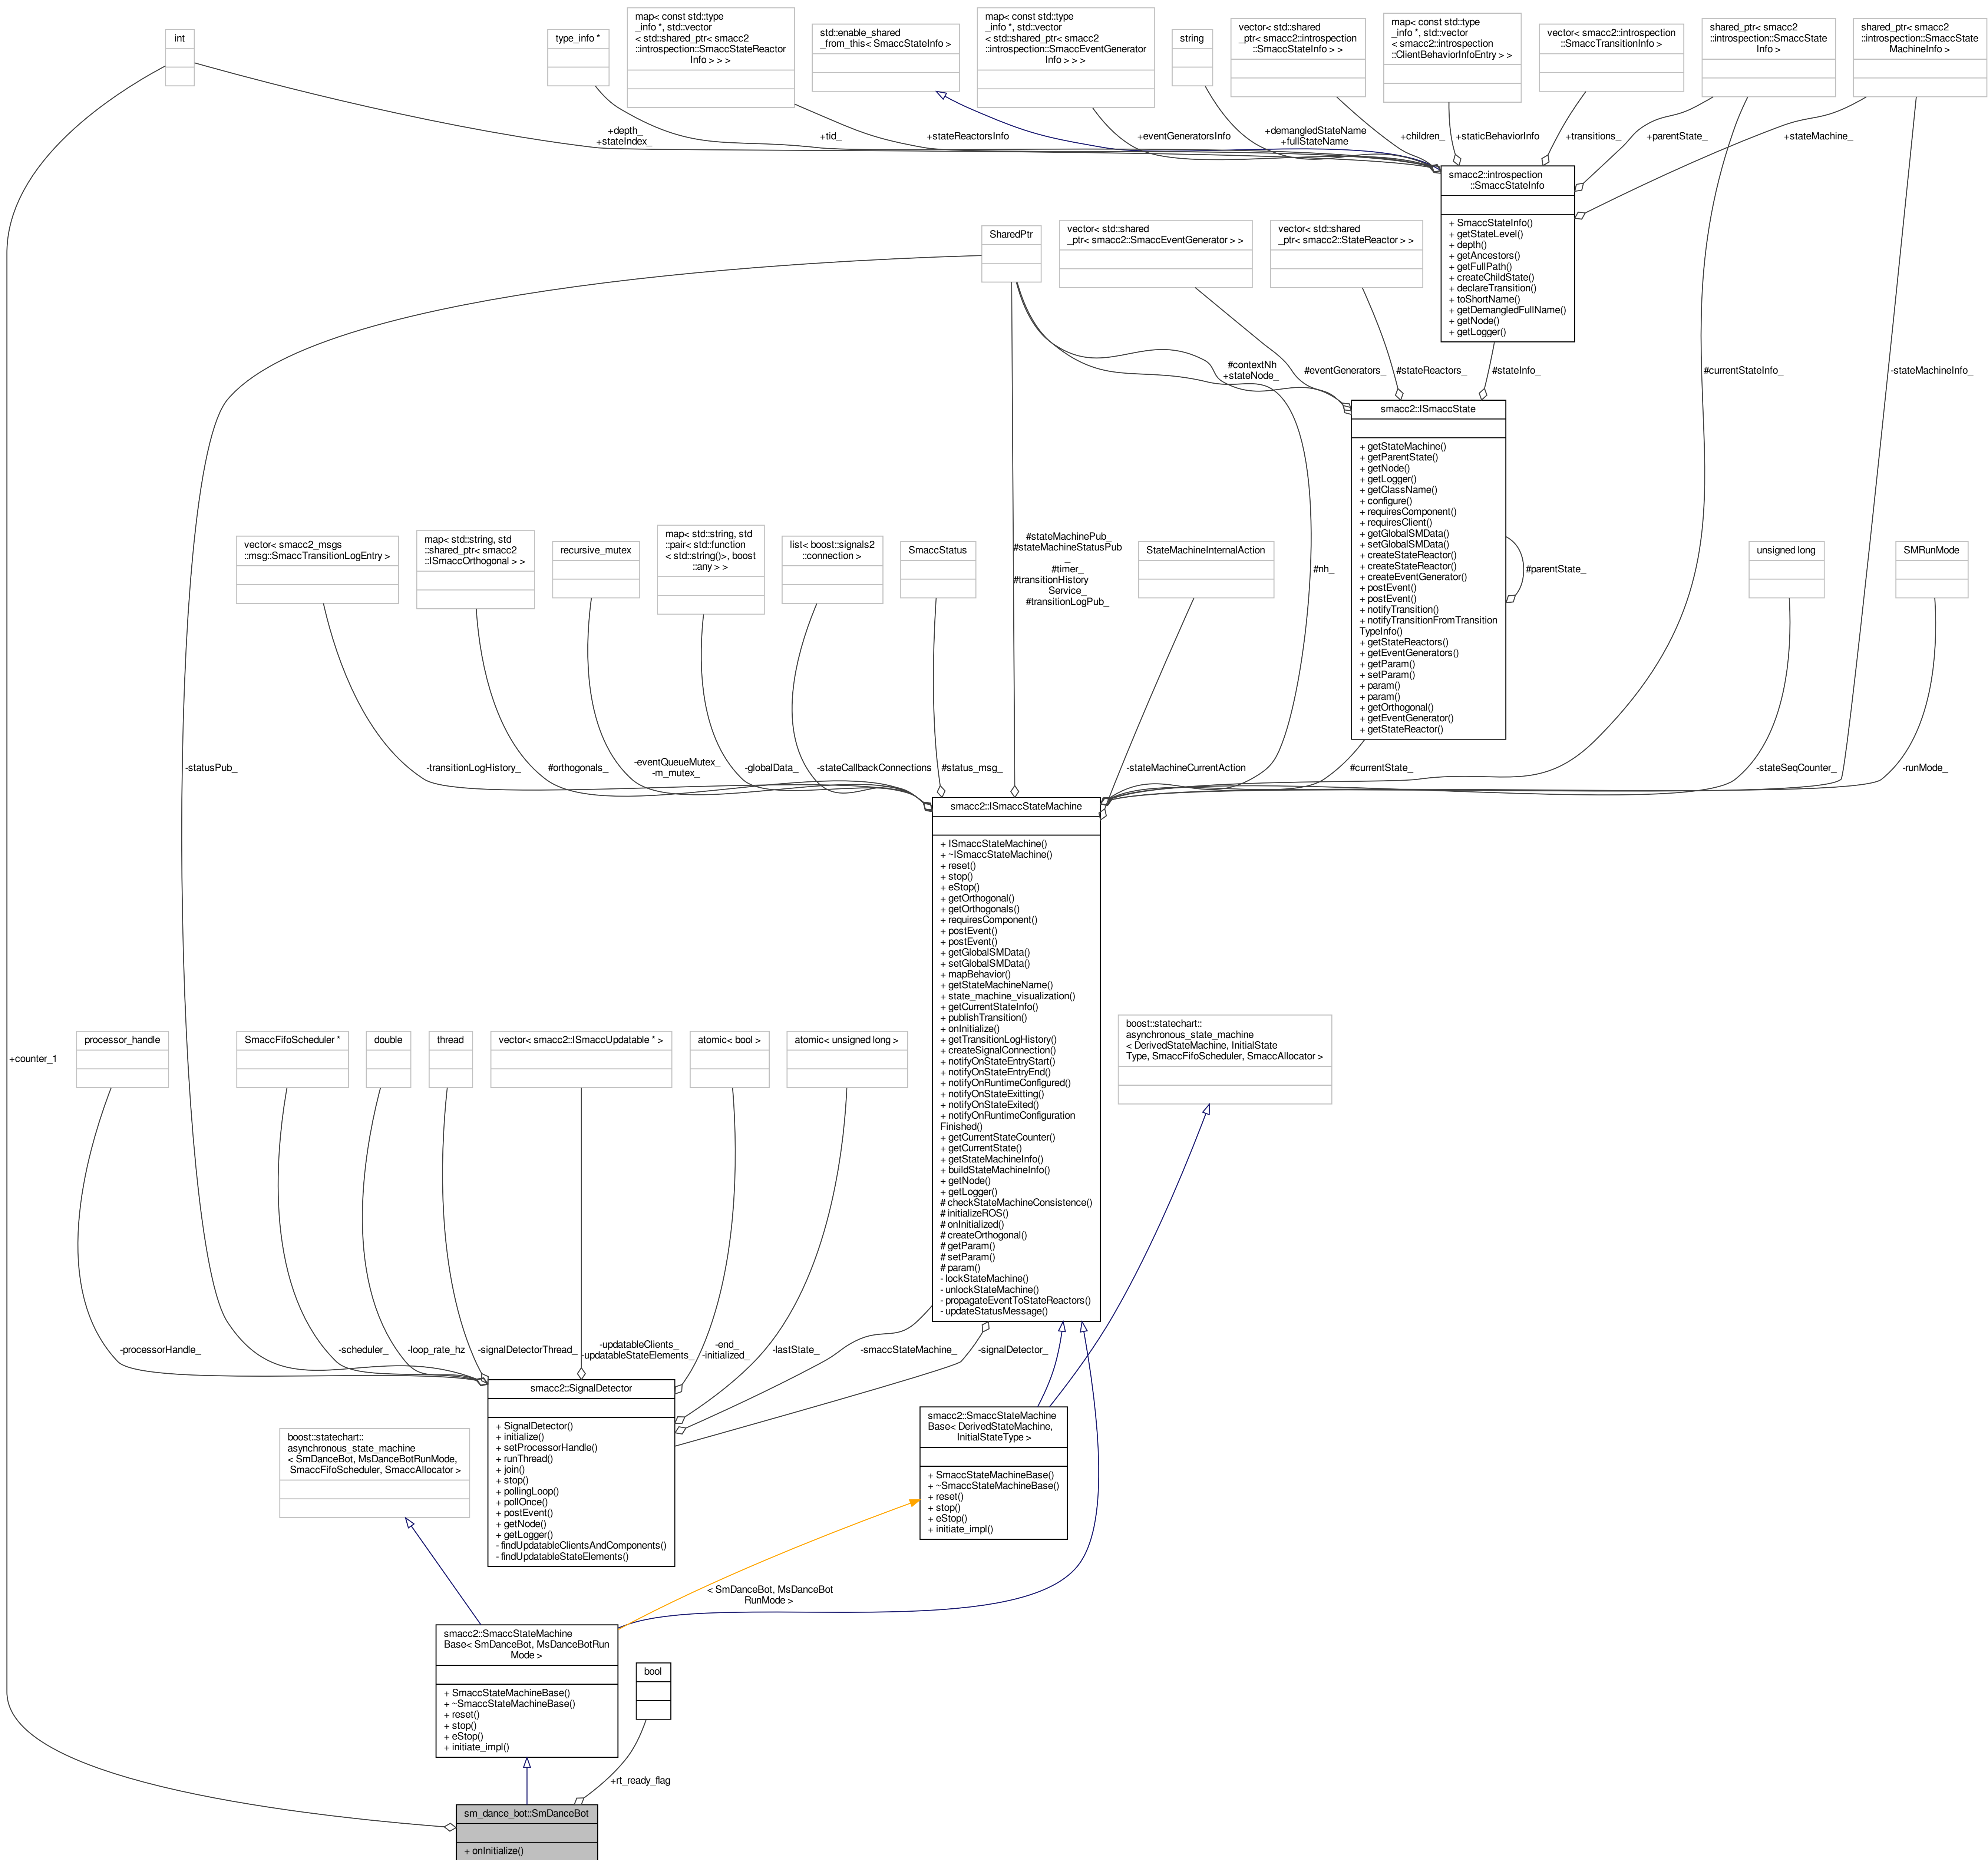 int
type_info *
map< const std::type
_info *, std::vector
< std::shared_ptr< smacc2
::introspection::SmaccStateReactor
Info > > >
std::enable_shared
_from_this< SmaccStateInfo >
map< const std::type
_info *, std::vector
< std::shared_ptr< smacc2
::introspection::SmaccEventGenerator
Info > > >
string
vector< std::shared
_ptr< smacc2::introspection
::SmaccStateInfo > >
map< const std::type
_info *, std::vector
< smacc2::introspection
::ClientBehaviorInfoEntry > >
vector< smacc2::introspection
::SmaccTransitionInfo >
shared_ptr< smacc2
::introspection::SmaccState
Info >
shared_ptr< smacc2
::introspection::SmaccState
MachineInfo >
+depth_
+stateIndex_
+tid_
+stateReactorsInfo
+eventGeneratorsInfo
+demangledStateName
+fullStateName
+children_
+staticBehaviorInfo
+transitions_
+parentState_
+stateMachine_
smacc2::introspection
::SmaccStateInfo
+ SmaccStateInfo()
+ getStateLevel()
+ depth()
+ getAncestors()
+ getFullPath()
+ createChildState()
+ declareTransition()
+ toShortName()
+ getDemangledFullName()
+ getNode()
+ getLogger()
SharedPtr
vector< std::shared
_ptr< smacc2::SmaccEventGenerator > >
vector< std::shared
_ptr< smacc2::StateReactor > >
#contextNh
+stateNode_
#eventGenerators_
#stateReactors_
#stateInfo_
#currentStateInfo_
-stateMachineInfo_
smacc2::ISmaccState
+ getStateMachine()
+ getParentState()
+ getNode()
+ getLogger()
+ getClassName()
+ configure()
+ requiresComponent()
+ requiresClient()
+ getGlobalSMData()
+ setGlobalSMData()
+ createStateReactor()
+ createStateReactor()
+ createEventGenerator()
+ postEvent()
+ postEvent()
+ notifyTransition()
+ notifyTransitionFromTransition
TypeInfo()
+ getStateReactors()
+ getEventGenerators()
+ getParam()
+ setParam()
+ param()
+ param()
+ getOrthogonal()
+ getEventGenerator()
+ getStateReactor()
#parentState_
vector< smacc2_msgs
::msg::SmaccTransitionLogEntry >
map< std::string, std
::shared_ptr< smacc2
::ISmaccOrthogonal > >
recursive_mutex
map< std::string, std
::pair< std::function
< std::string()>, boost
::any > >
list< boost::signals2
::connection >
SmaccStatus
#stateMachinePub_
#stateMachineStatusPub
_
#timer_
#transitionHistory
Service_
#transitionLogPub_
StateMachineInternalAction
#nh_
unsigned long
SMRunMode
-statusPub_
-transitionLogHistory_
#orthogonals_
-eventQueueMutex_
-m_mutex_
-globalData_
-stateCallbackConnections
#status_msg_
-stateMachineCurrentAction
#currentState_
-stateSeqCounter_
-runMode_
smacc2::ISmaccStateMachine
+ ISmaccStateMachine()
+ ~ISmaccStateMachine()
+ reset()
+ stop()
+ eStop()
+ getOrthogonal()
+ getOrthogonals()
+ requiresComponent()
+ postEvent()
+ postEvent()
+ getGlobalSMData()
+ setGlobalSMData()
+ mapBehavior()
+ getStateMachineName()
+ state_machine_visualization()
+ getCurrentStateInfo()
+ publishTransition()
+ onInitialize()
+ getTransitionLogHistory()
+ createSignalConnection()
+ notifyOnStateEntryStart()
+ notifyOnStateEntryEnd()
+ notifyOnRuntimeConfigured()
+ notifyOnStateExitting()
+ notifyOnStateExited()
+ notifyOnRuntimeConfiguration
Finished()
+ getCurrentStateCounter()
+ getCurrentState()
+ getStateMachineInfo()
+ buildStateMachineInfo()
+ getNode()
+ getLogger()
# checkStateMachineConsistence()
# initializeROS()
# onInitialized()
# createOrthogonal()
# getParam()
# setParam()
# param()
- lockStateMachine()
- unlockStateMachine()
- propagateEventToStateReactors()
- updateStatusMessage()
+counter_1
processor_handle
SmaccFifoScheduler *
double
thread
vector< smacc2::ISmaccUpdatable * >
atomic< bool >
atomic< unsigned long >
boost::statechart::
asynchronous_state_machine
< DerivedStateMachine, InitialState
Type, SmaccFifoScheduler, SmaccAllocator >
-processorHandle_
-scheduler_
-loop_rate_hz
-signalDetectorThread_
-updatableClients_
-updatableStateElements_
-end_
-initialized_
-lastState_
-smaccStateMachine_
-signalDetector_
smacc2::SignalDetector
+ SignalDetector()
+ initialize()
+ setProcessorHandle()
+ runThread()
+ join()
+ stop()
+ pollingLoop()
+ pollOnce()
+ postEvent()
+ getNode()
+ getLogger()
- findUpdatableClientsAndComponents()
- findUpdatableStateElements()
smacc2::SmaccStateMachine
Base< DerivedStateMachine,
InitialStateType >
+ SmaccStateMachineBase()
+ ~SmaccStateMachineBase()
+ reset()
+ stop()
+ eStop()
+ initiate_impl()
boost::statechart::
asynchronous_state_machine
< SmDanceBot, MsDanceBotRunMode,
SmaccFifoScheduler, SmaccAllocator >
< SmDanceBot, MsDanceBot
RunMode >
smacc2::SmaccStateMachine
Base< SmDanceBot, MsDanceBotRun
Mode >
+ SmaccStateMachineBase()
+ ~SmaccStateMachineBase()
+ reset()
+ stop()
+ eStop()
+ initiate_impl()
bool
+rt_ready_flag
sm_dance_bot::SmDanceBot
+ onInitialize()